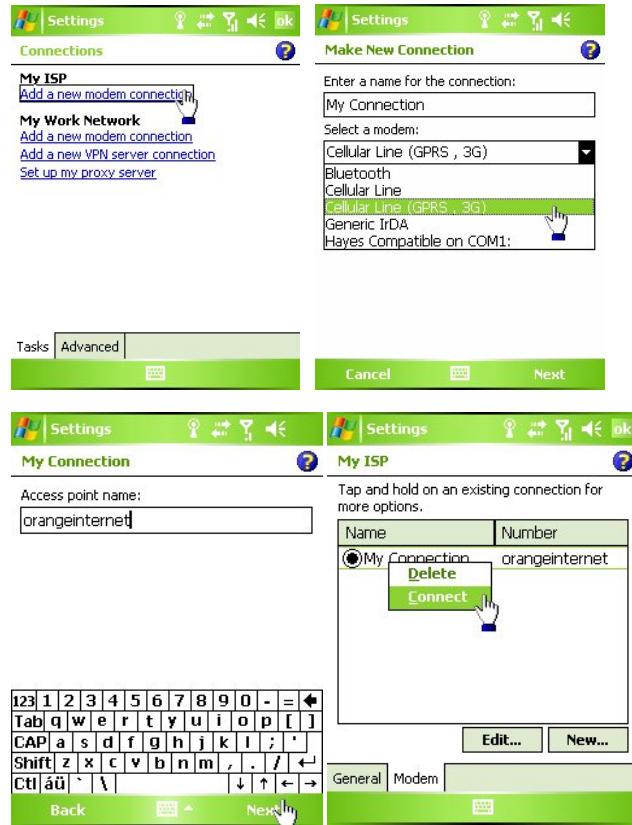 Settings ok
Connections ?
My ISP
Add a new modem connection
My Work Network
Add a new modem connection
Add a new VPN server connection
Set up my proxy server
Tasks Advanced
Settings
Make New Connection ?
Enter a name for the connection:
My Connection
Select a modem:
Cellular Line (GPRS , 3G)
Bluetooth
Cellular Line
Cellular Line (GPRS , 3G)
Generic IrDA
Hayes Compatible on COM1:
Cancel Next
Settings
My Connection ?
Access point name:
orangeinternet
123 1 2 3 4 5 6 7 8 9 0 - =
Tab q w e r t y u i o p [ ]
CAP a s d f g h j k l ; '
Shift z x c v b n m , . /
Ctl áü ` \
Back Next
Settings ok
My ISP ?
Tap and hold on an existing connection for
more options.
Name Number
My Connection orangeinternet
Delete
Connect
Edit... New...
General Modem